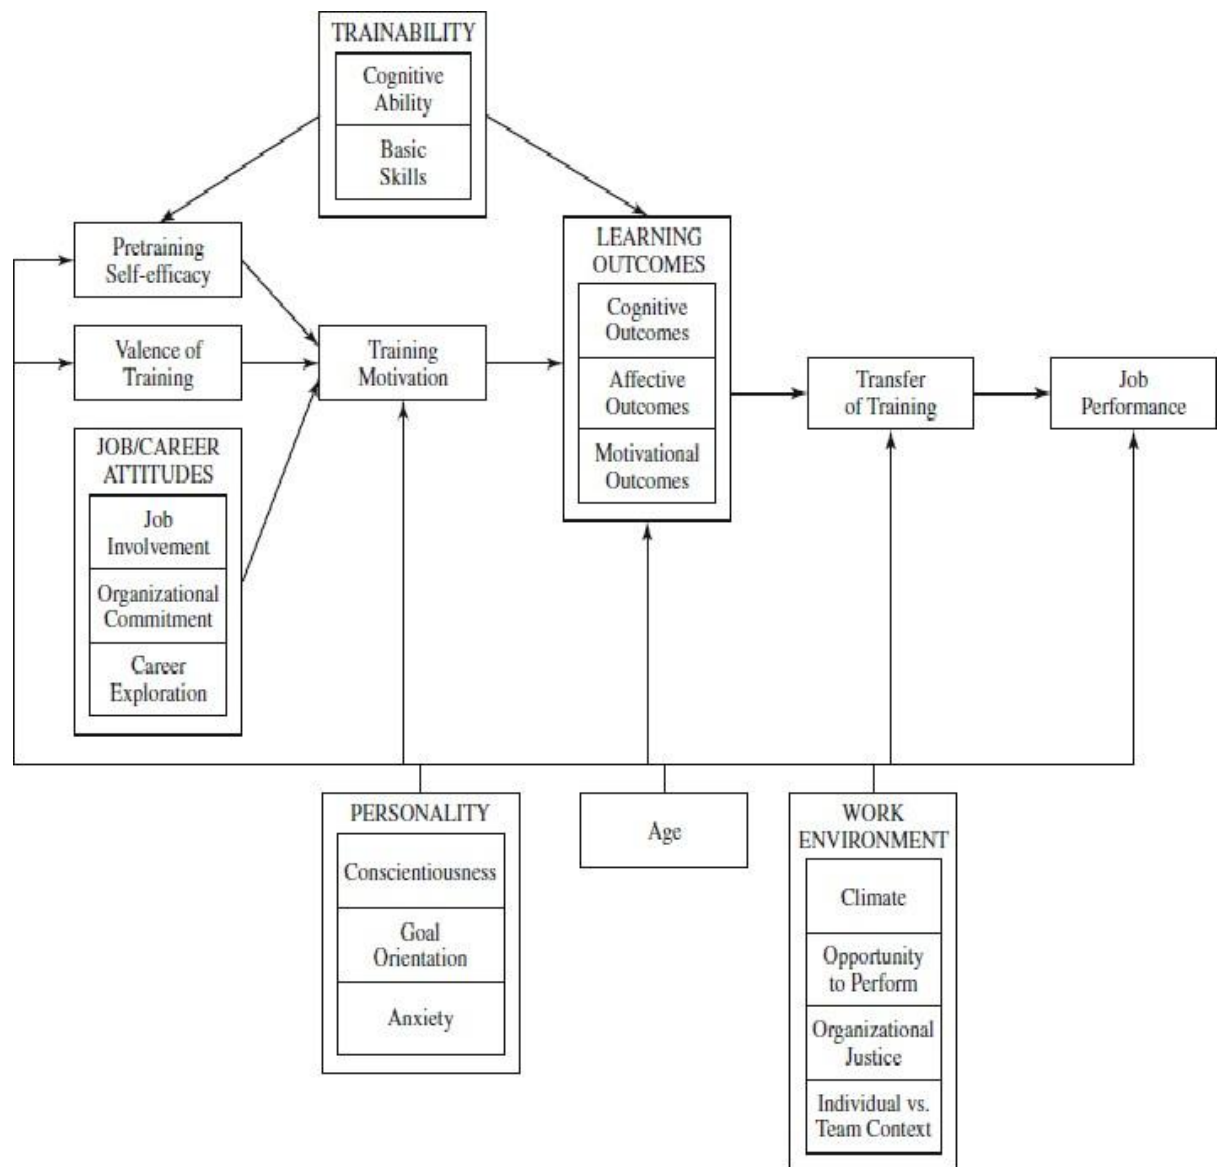 TRAINABILITY
Cognitive
Ability
Basic
Skills
Pretraining
Self-efficacy
Valence of
Training
JOB/CAREER
ATTITUDES
Job
Involvement
Organizational
Commitment
Career
Exploration
Training
Motivation
LEARNING
OUTCOMES
Cognitive
Outcomes
Affective
Outcomes
Motivational
Outcomes
Transfer
of Training
Job
Performance
PERSONALITY
Conscientiousness
Goal
Orientation
Anxiety
Age
WORK
ENVIRONMENT
Climate
Opportunity
to Perform
Organizational
Justice
Individual vs.
Team Context